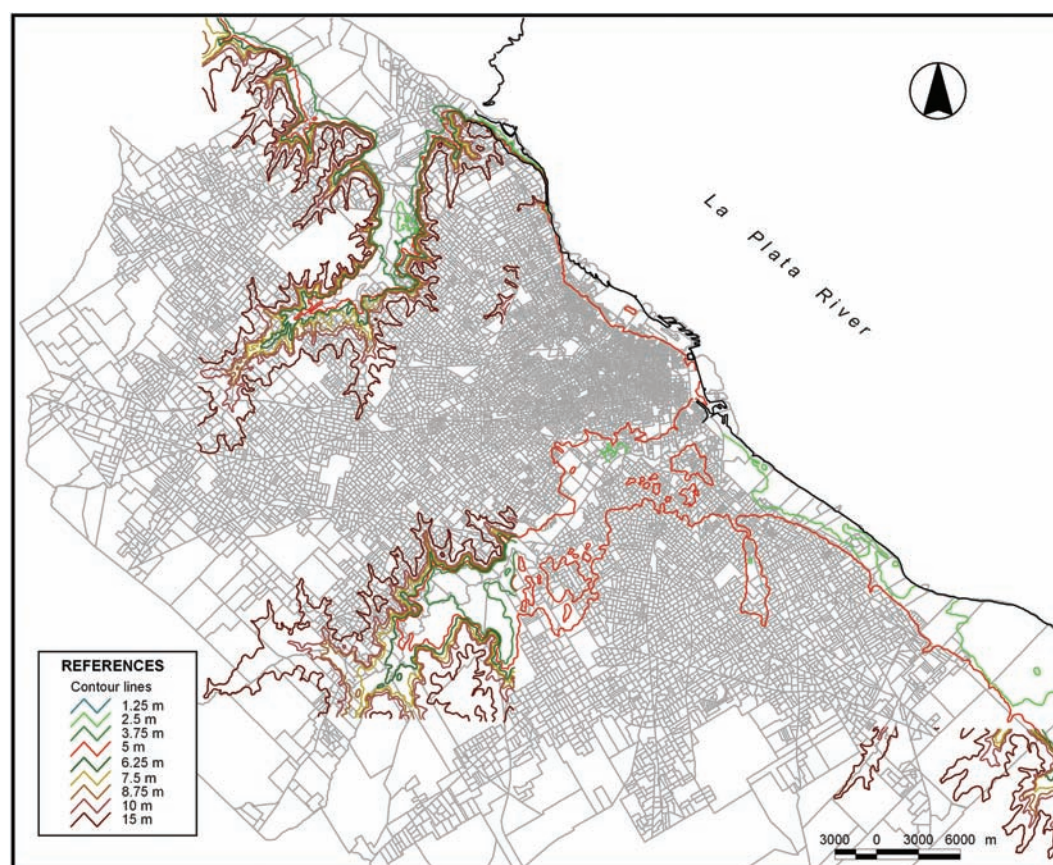 La Plata River
REFERENCES
Contour lines
1.25 m
2.5 m
3.75 m
5 m
6.25 m
7.5 m
8.75 m
10 m
15 m
3000 0 3000 6000 m